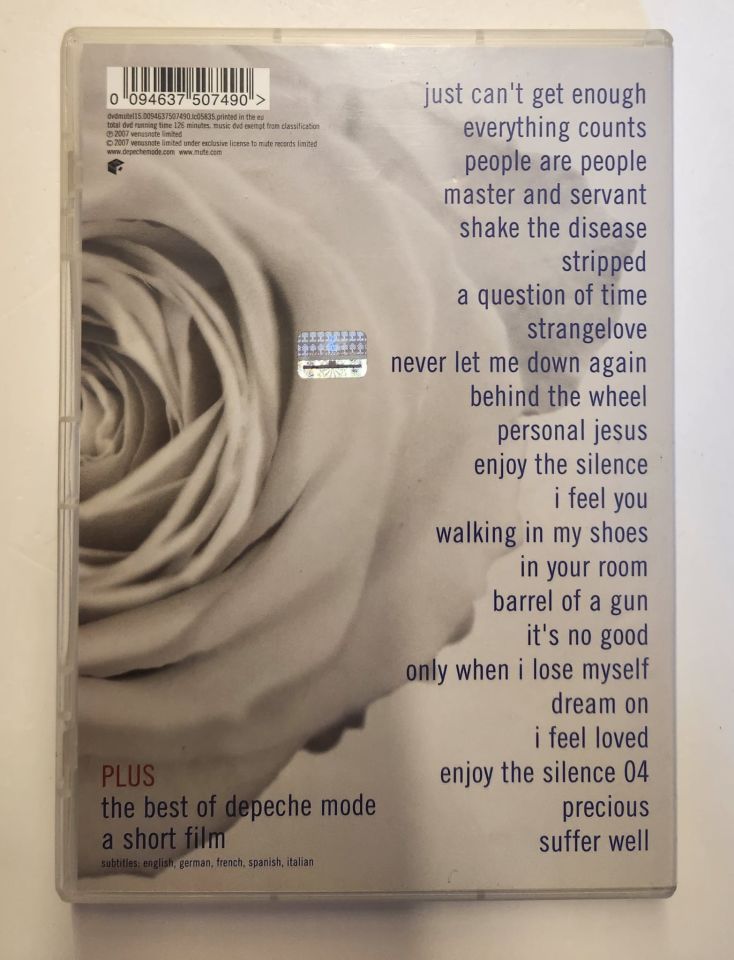 0 094637 507490 >
dvdmutel15.0094637507490.lc05835.printed in the eu
total dvd running time 126 minutes. music dvd exempt from classification
℗ 2007 venusnote limited
© 2007 venusnote limited under exclusive license to mute records limited
www.depechemode.com www.mute.com
just can't get enough
everything counts
people are people
master and servant
shake the disease
stripped
a question of time
strangelove
never let me down again
behind the wheel
personal jesus
enjoy the silence
i feel you
walking in my shoes
in your room
barrel of a gun
it's no good
only when i lose myself
dream on
i feel loved
enjoy the silence 04
precious
suffer well
PLUS
the best of depeche mode
a short film
subtitles: english, german, french, spanish, italian